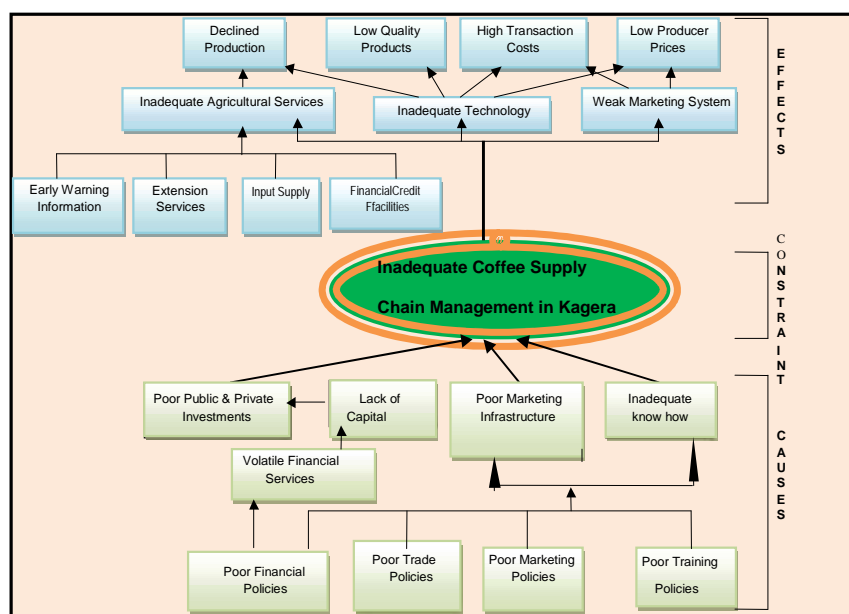 Declined
Production
Low Quality
Products
High Transaction
Costs
Low Producer
Prices
Inadequate Agricultural Services
Inadequate Technology
Weak Marketing System
Early Warning
Information
Extension
Services
Input Supply
FinancialCredit
Ffacilities
EFFECTS
Inadequate Coffee Supply
Chain Management in Kagera
CONSTRAINT
Poor Public & Private
Investments
Lack of
Capital
Poor Marketing
Infrastructure
Inadequate
know how
Volatile Financial
Services
Poor Financial
Policies
Poor Trade
Policies
Poor Marketing
Policies
Poor Training
Policies
CAUSES